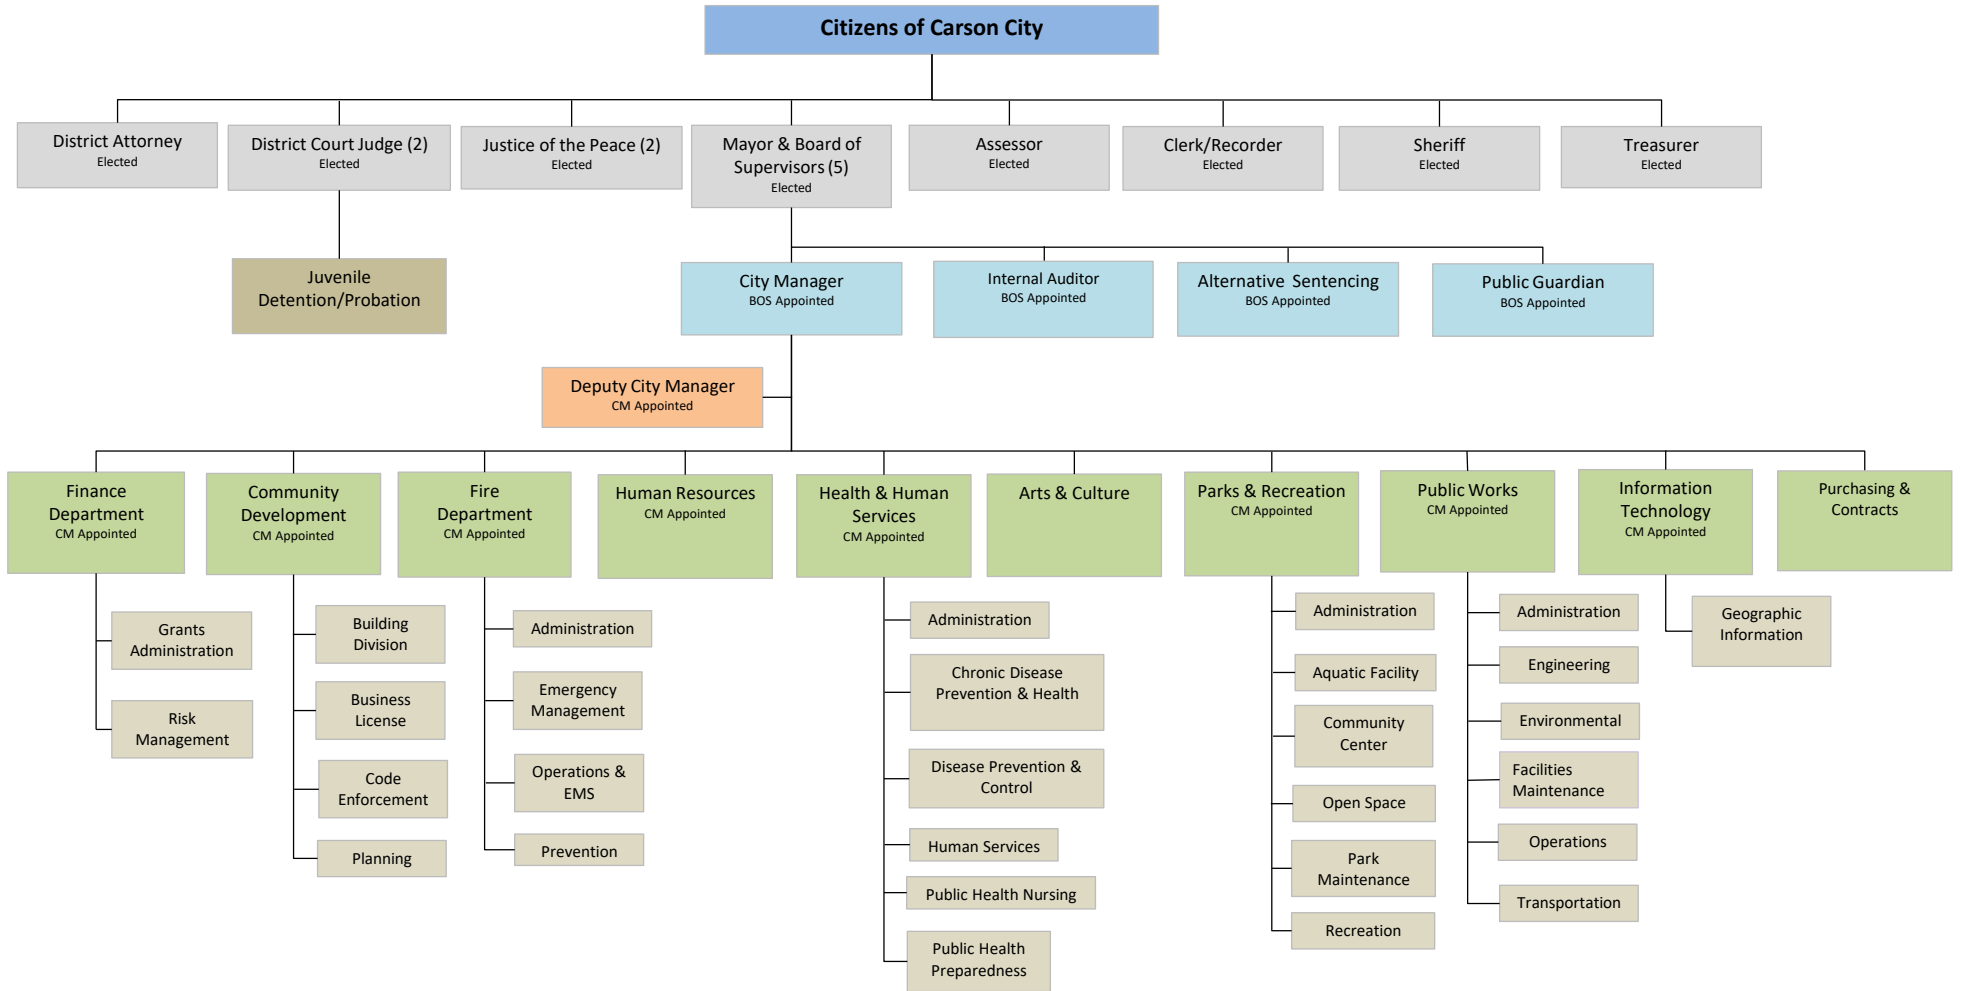 Citizens of Carson City
District Attorney
Elected
District Court Judge (2)
Elected
Justice of the Peace (2)
Elected
Mayor & Board of
Supervisors (5)
Elected
Assessor
Elected
Clerk/Recorder
Elected
Sheriff
Elected
Treasurer
Elected
Juvenile
Detention/Probation
City Manager
BOS Appointed
Internal Auditor
BOS Appointed
Alternative Sentencing
BOS Appointed
Public Guardian
BOS Appointed
Deputy City Manager
CM Appointed
Finance
Department
CM Appointed
Community
Development
CM Appointed
Fire
Department
CM Appointed
Human Resources
CM Appointed
Health & Human
Services
CM Appointed
Arts & Culture
Parks & Recreation
CM Appointed
Public Works
CM Appointed
Information
Technology
CM Appointed
Purchasing &
Contracts
Grants
Administration
Risk
Management
Building
Division
Business
License
Code
Enforcement
Planning
Administration
Emergency
Management
Operations &
EMS
Prevention
Administration
Chronic Disease
Prevention & Health
Disease Prevention &
Control
Human Services
Public Health Nursing
Public Health
Preparedness
Administration
Aquatic Facility
Community
Center
Open Space
Park
Maintenance
Recreation
Administration
Engineering
Environmental
Facilities
Maintenance
Operations
Transportation
Geographic
Information